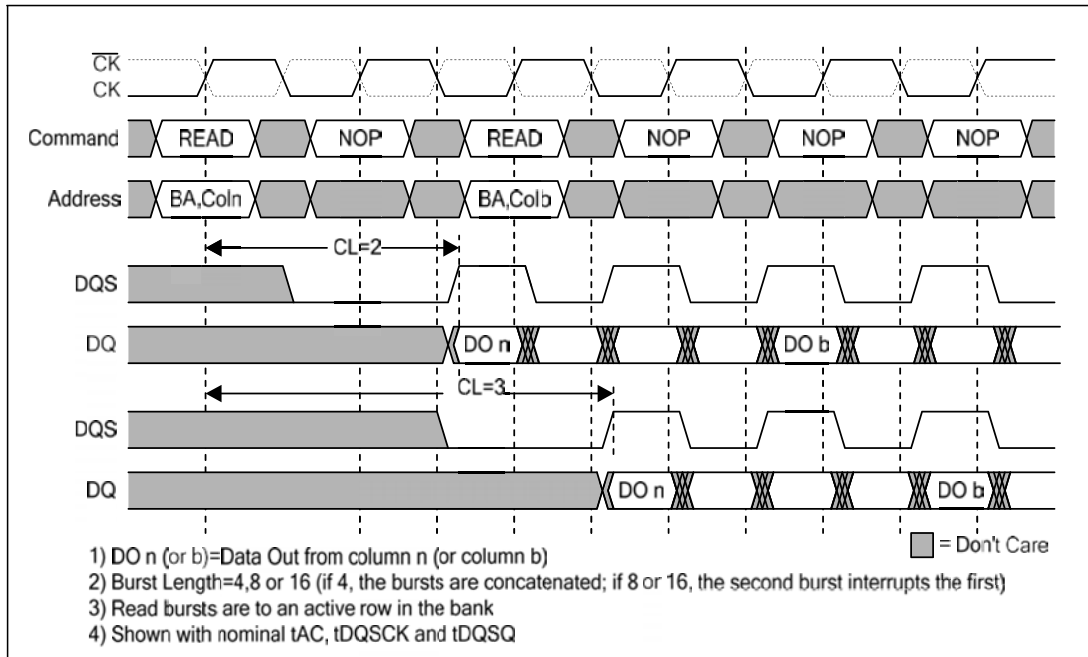 CK
CK
Command READ NOP READ NOP NOP NOP
Address BA,Coln BA,Colb
CL=2
DQS
DQ DO n DO b
CL=3
DQS
DQ DO n DO b
= Don't Care
1) DO n (or b)=Data Out from column n (or column b)
2) Burst Length=4,8 or 16 (if 4, the bursts are concatenated; if 8 or 16, the second burst interrupts the first)
3) Read bursts are to an active row in the bank
4) Shown with nominal tAC, tDQSCK and tDQSQ